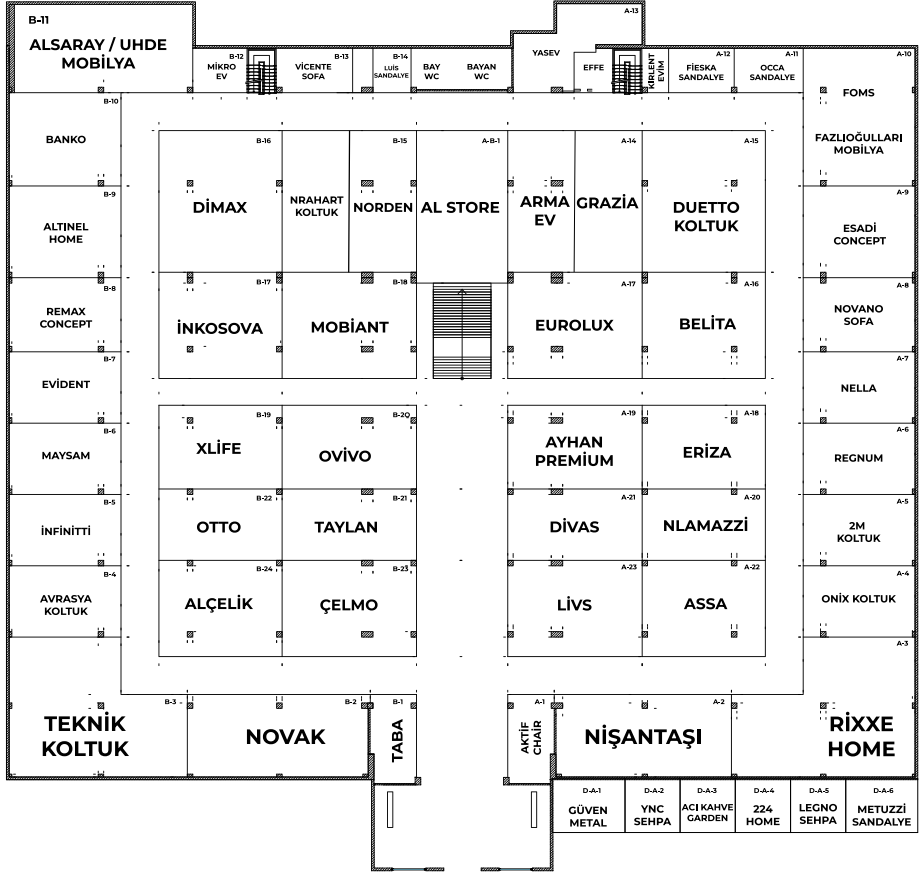 B-11
ALSARAY / UHDE
MOBİLYA
A-13
YASEV
EFFE
B-12
MİKRO
EV
B-13
VİCENTE
SOFA
B-14
LUİS
SANDALYE
BAY
WC
BAYAN
WC
KIRLENT
EVİM
A-12
FİESKA
SANDALYE
A-11
OCCA
SANDALYE
A-10
FOMS
FAZLIOĞULLARI
MOBİLYA
B-10
BANKO
B-16
DİMAX
NRAHART
KOLTUK
B-15
NORDEN
A-B-1
AL STORE
ARMA
EV
A-14
GRAZİA
A-15
DUETTO
KOLTUK
B-9
ALTINEL
HOME
A-9
ESADİ
CONCEPT
B-8
REMAX
CONCEPT
B-17
İNKOSOVA
B-18
MOBİANT
A-17
EUROLUX
A-16
BELİTA
A-8
NOVANO
SOFA
B-7
EVİDENT
A-7
NELLA
B-6
MAYSAM
B-19
XLİFE
B-20
OVİVO
A-19
AYHAN
PREMİUM
A-18
ERİZA
A-6
REGNUM
B-5
İNFİNİTTİ
B-22
OTTO
B-21
TAYLAN
A-21
DİVAS
A-20
NLAMAZZİ
A-5
2M
KOLTUK
B-4
AVRASYA
KOLTUK
B-24
ALÇELİK
B-23
ÇELMO
A-23
LİVS
A-22
ASSA
A-4
ONİX KOLTUK
B-3
TEKNİK
KOLTUK
B-2
NOVAK
B-1
TABA
A-1
AKTİF
CHAIR
A-2
NİŞANTAŞI
A-3
RİXXE
HOME
D-A-1
GÜVEN
METAL
D-A-2
YNC
SEHPA
D-A-3
ACI KAHVE
GARDEN
D-A-4
224
HOME
D-A-5
LEGNO
SEHPA
D-A-6
METUZZİ
SANDALYE